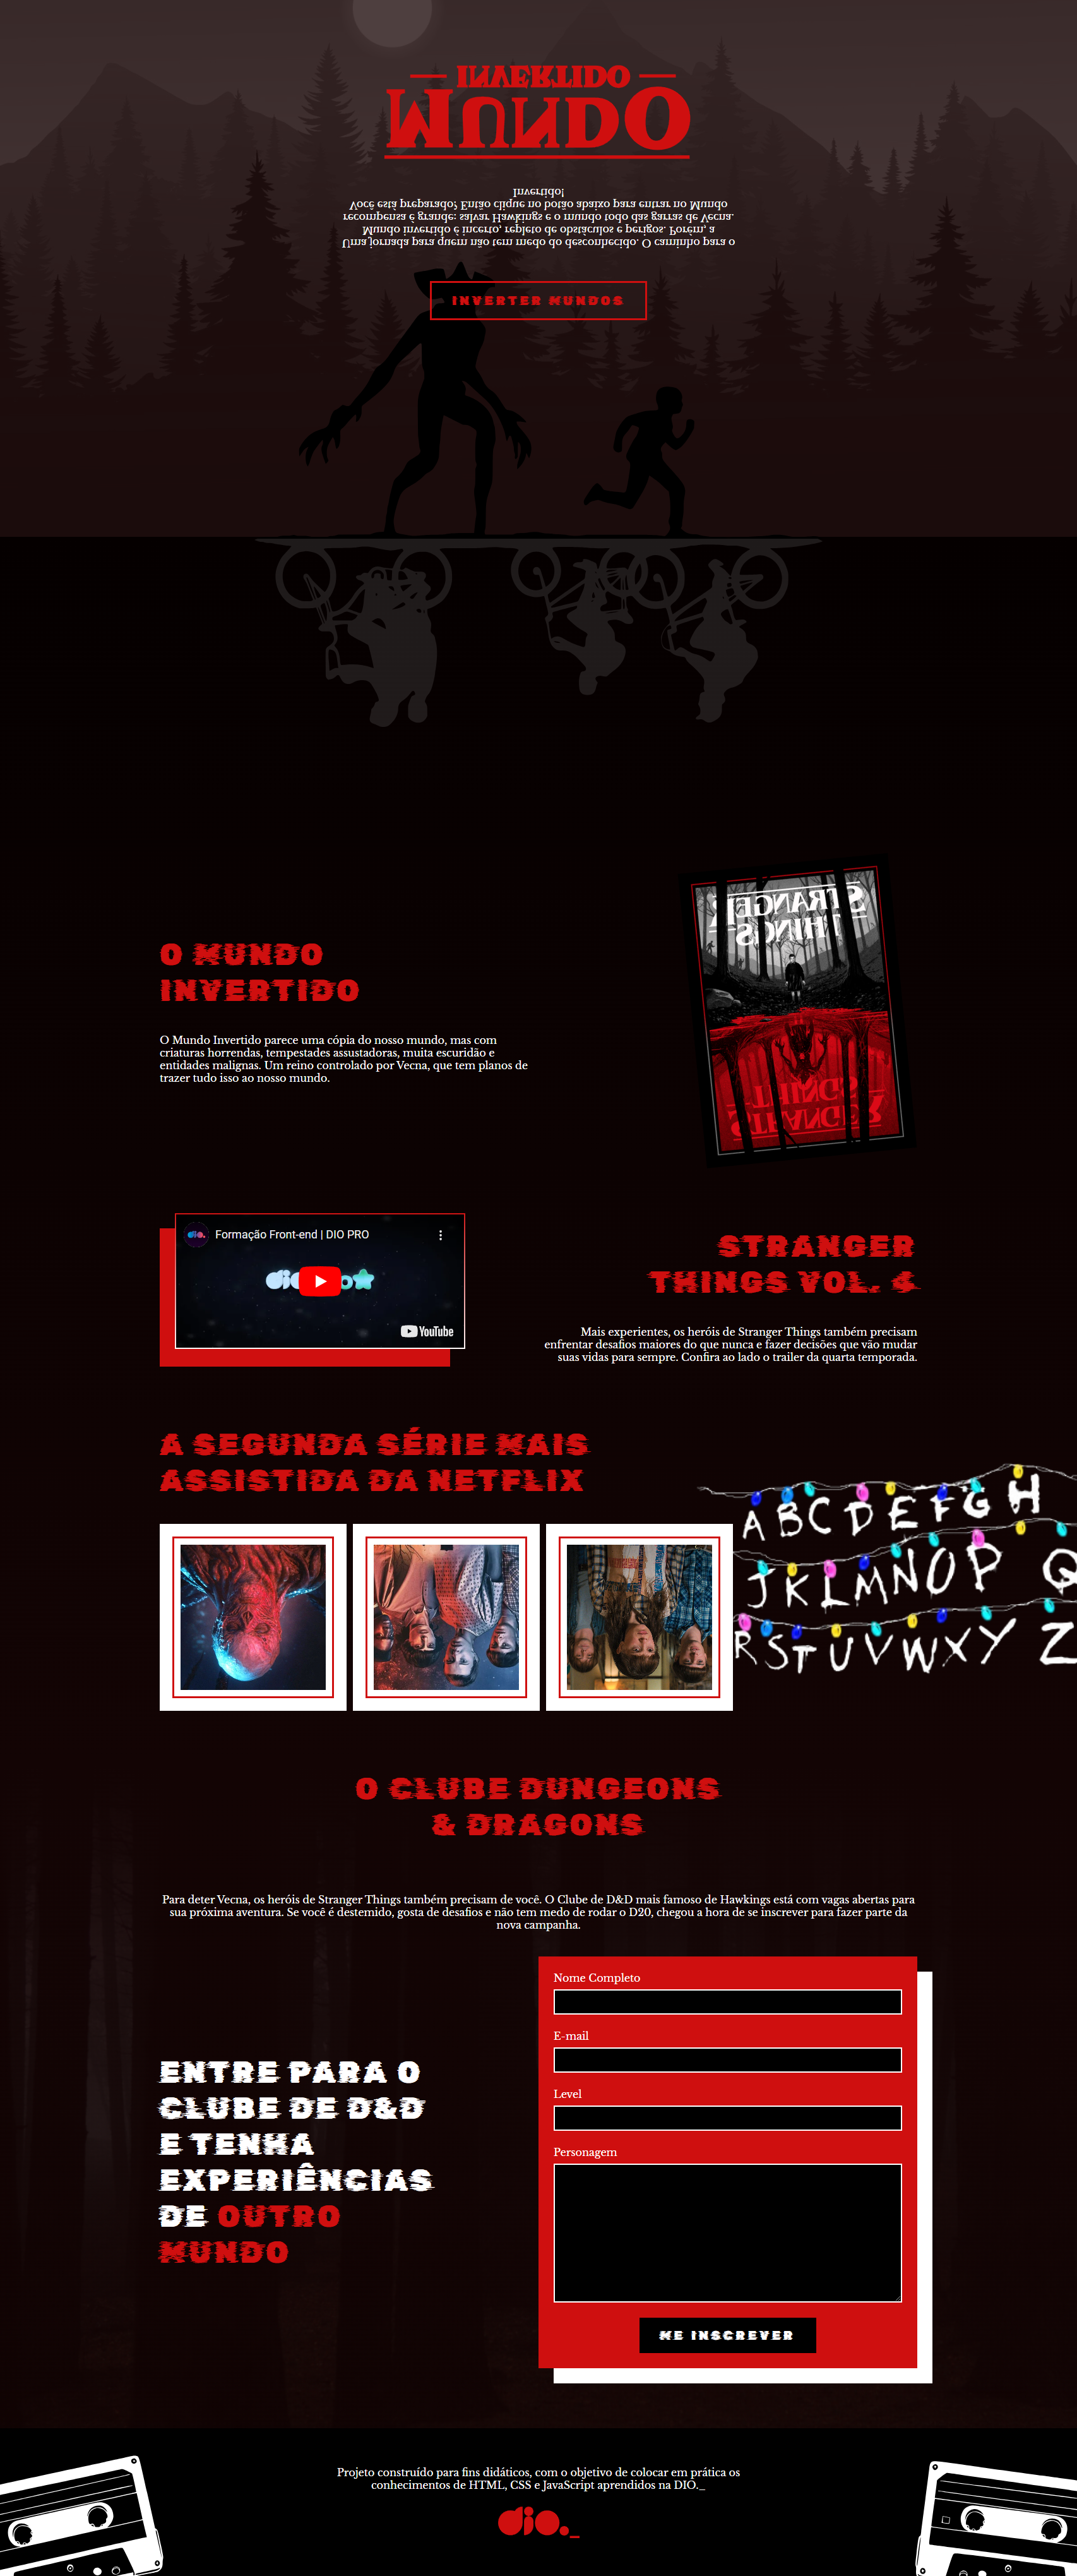 MUNDO
INVERTIDO
Uma jornada para quem não tem medo do desconhecido. O caminho para o
Mundo invertido é incerto, repleto de obstáculos e perigos. Porém, a
recompensa é grande: salvar Hawkings e o mundo todo das garras de Vecna.
Você está preparado? Então clique no botão abaixo para entrar no Mundo
Invertido!
INVERTER MUNDOS
STRANGER
THINGS
THINGS
STRANGER
O MUNDO
INVERTIDO
O Mundo Invertido parece uma cópia do nosso mundo, mas com
criaturas horrendas, tempestades assustadoras, muita escuridão e
entidades malignas. Um reino controlado por Vecna, que tem planos de
trazer tudo isso ao nosso mundo.
dio.
Formação Front-end | DIO PRO
YouTube
STRANGER
THINGS VOL. 4
Mais experientes, os heróis de Stranger Things também precisam
enfrentar desafios maiores do que nunca e fazer decisões que vão mudar
suas vidas para sempre. Confira ao lado o trailer da quarta temporada.
A SEGUNDA SÉRIE MAIS
ASSISTIDA DA NETFLIX
A B C D E F G H
J K L M N O P Q
R S T U V W X Y Z
O CLUBE DUNGEONS
& DRAGONS
Para deter Vecna, os heróis de Stranger Things também precisam de você. O Clube de D&D mais famoso de Hawkings está com vagas abertas para
sua próxima aventura. Se você é destemido, gosta de desafios e não tem medo de rodar o D20, chegou a hora de se inscrever para fazer parte da
nova campanha.
ENTRE PARA O
CLUBE DE D&D
E TENHA
EXPERIÊNCIAS
DE OUTRO
MUNDO
Nome Completo
E-mail
Level
Personagem
ME INSCREVER
Projeto construído para fins didáticos, com o objetivo de colocar em prática os
conhecimentos de HTML, CSS e JavaScript aprendidos na DIO._
dio._